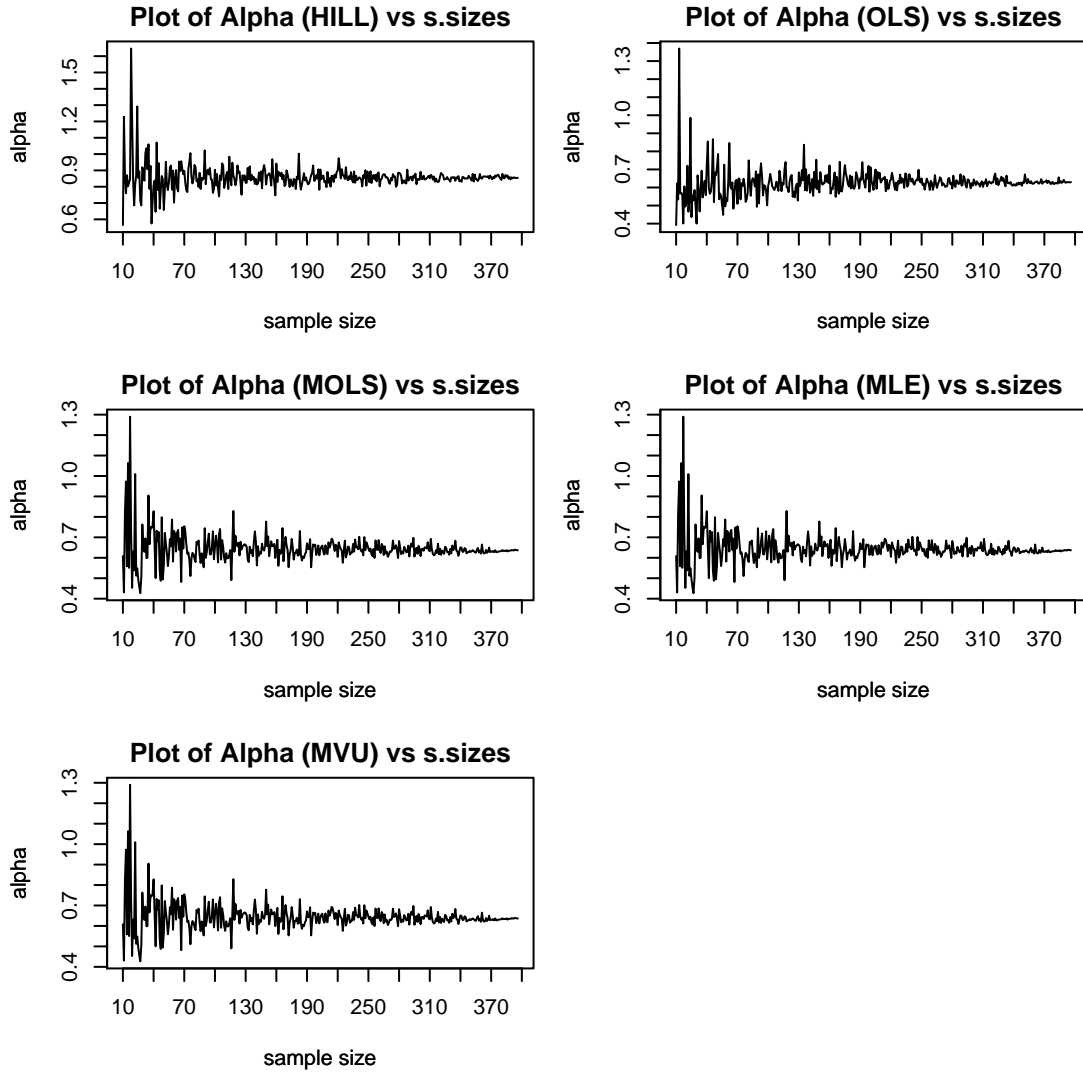 Plot of Alpha (HILL) vs s.sizes
alpha
0.6 0.9 1.2 1.5
10 70 130 190 250 310 370
sample size
Plot of Alpha (OLS) vs s.sizes
alpha
0.4 0.7 1.0 1.3
10 70 130 190 250 310 370
sample size
Plot of Alpha (MOLS) vs s.sizes
alpha
0.4 0.7 1.0 1.3
10 70 130 190 250 310 370
sample size
Plot of Alpha (MLE) vs s.sizes
alpha
0.4 0.7 1.0 1.3
10 70 130 190 250 310 370
sample size
Plot of Alpha (MVU) vs s.sizes
alpha
0.4 0.7 1.0 1.3
10 70 130 190 250 310 370
sample size